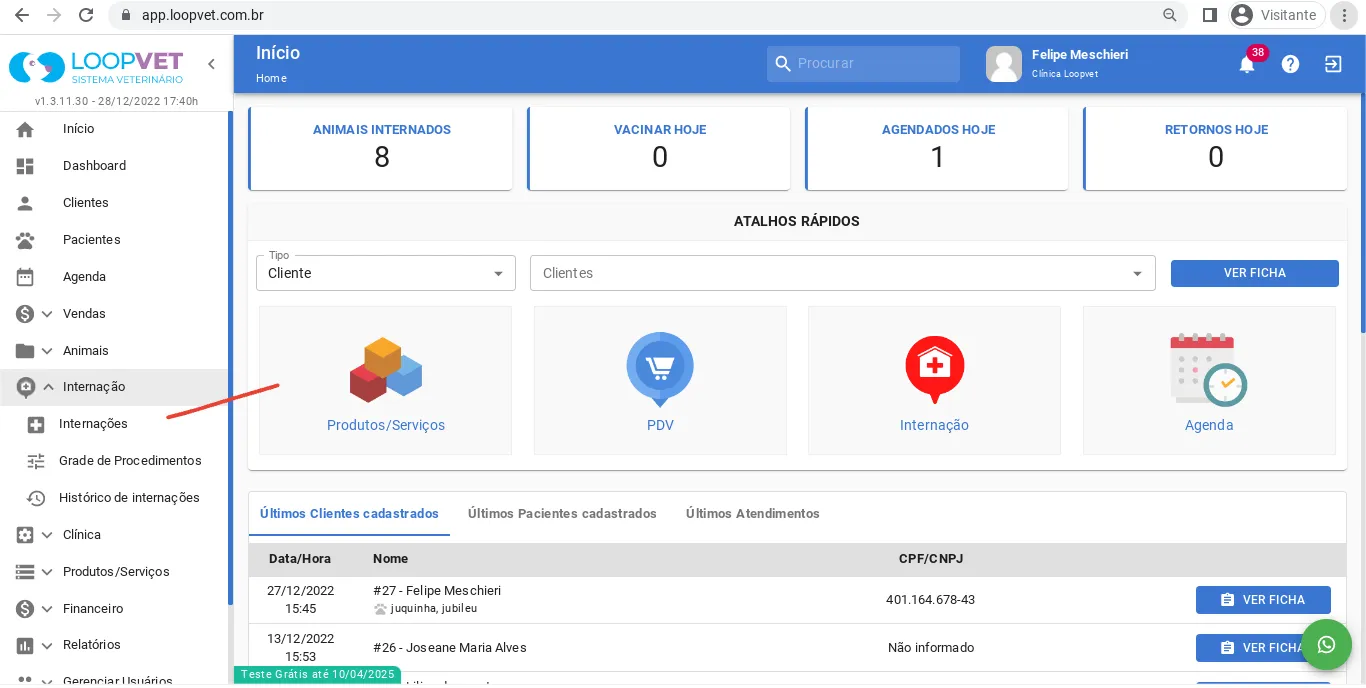 app.loopvet.com.br
Visitante
LOOPVET
SISTEMA VETERINÁRIO
v1.3.11.30 - 28/12/2022 17:40h
Início
Dashboard
Clientes
Pacientes
Agenda
Vendas
Animais
Internação
Internações
Grade de Procedimentos
Histórico de internações
Clínica
Produtos/Serviços
Financeiro
Relatórios
Gerenciar Usuários
Início
Home
Procurar
Felipe Meschieri
Clínica Loopvet
38
ANIMAIS INTERNADOS
8
VACINAR HOJE
0
AGENDADOS HOJE
1
RETORNOS HOJE
0
ATALHOS RÁPIDOS
Tipo
Cliente
Clientes
VER FICHA
Produtos/Serviços
PDV
Internação
Agenda
Últimos Clientes cadastrados Últimos Pacientes cadastrados Últimos Atendimentos
Data/Hora Nome CPF/CNPJ
27/12/2022
15:45
#27 - Felipe Meschieri
juquinha, jubileu
401.164.678-43
VER FICHA
13/12/2022
15:53
#26 - Joseane Maria Alves
Não informado
VER FICHA
Teste Grátis até 10/04/2025